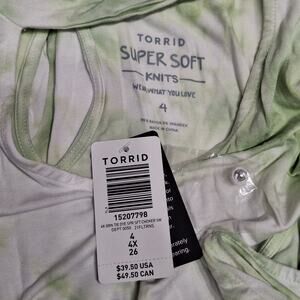 TORRID
SUPER SOFT
KNITS
WEAR WHAT YOU LOVE
4
MADE IN CHINA
TORRID
15207798
4
4X
26
$39.50 USA
$49.50 CAN